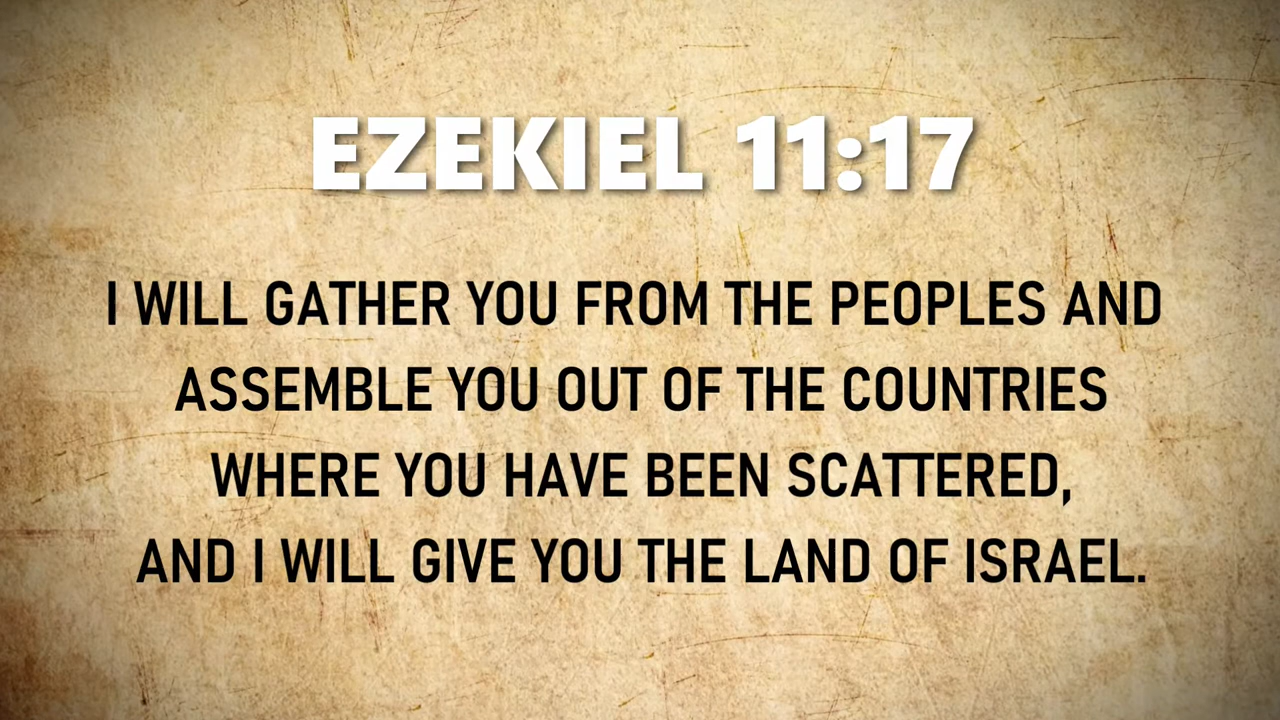 EZEKIEL 11:17
I WILL GATHER YOU FROM THE PEOPLES AND
ASSEMBLE YOU OUT OF THE COUNTRIES
WHERE YOU HAVE BEEN SCATTERED,
AND I WILL GIVE YOU THE LAND OF ISRAEL.